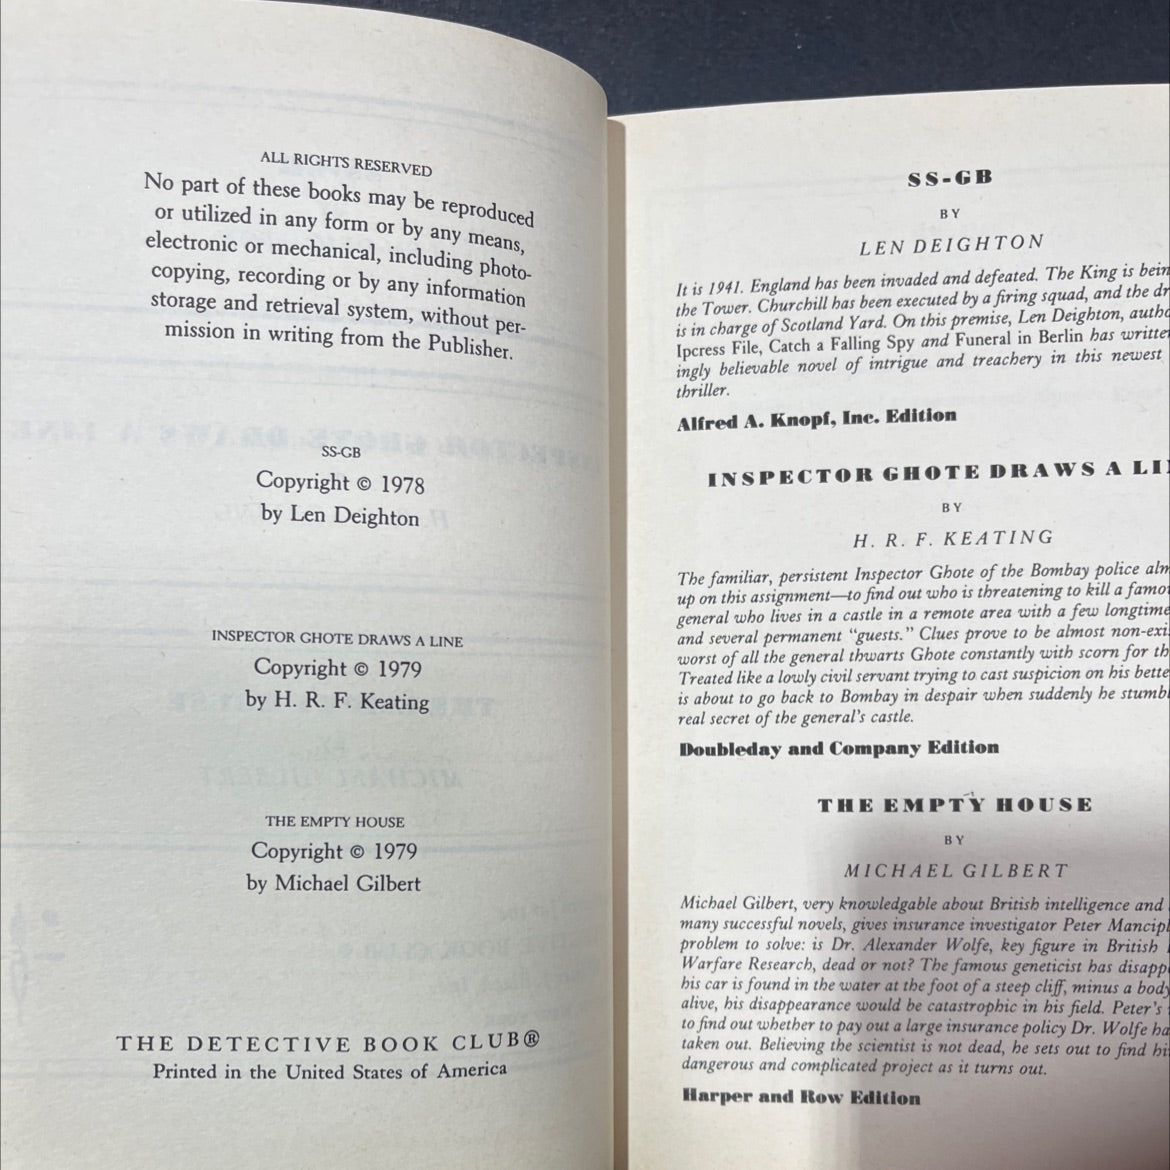 ALL RIGHTS RESERVED
No part of these books may be reproduced
or utilized in any form or by any means,
electronic or mechanical, including photo-
copying, recording or by any information
storage and retrieval system, without per-
mission in writing from the Publisher.
SS-GB
Copyright © 1978
by Len Deighton
INSPECTOR GHOTE DRAWS A LINE
Copyright © 1979
by H. R. F. Keating
THE EMPTY HOUSE
Copyright © 1979
by Michael Gilbert
THE DETECTIVE BOOK CLUB®
Printed in the United States of America
SS-GB
BY
LEN DEIGHTON
It is 1941. England has been invaded and defeated. The King is
the Tower. Churchill has been executed by a firing squad, and the
is in charge of Scotland Yard. On this premise, Len Deighton,
Ipcress File, Catch a Falling Spy and Funeral in Berlin has
ingly believable novel of intrigue and treachery in this newest
thriller.
Alfred A. Knopf, Inc. Edition
INSPECTOR GHOTE DRAWS A
BY
H. R. F. KEATING
The familiar, persistent Inspector Ghote of the Bombay police
up on this assignment—to find out who is threatening to kill a
general who lives in a castle in a remote area with a few longtime
and several permanent "guests." Clues prove to be almost
worst of all the general thwarts Ghote constantly with scorn for
Treated like a lowly civil servant trying to cast suspicion on his
is about to go back to Bombay in despair when suddenly he
real secret of the general's castle.
Doubleday and Company Edition
THE EMPTY HOUSE
BY
MICHAEL GILBERT
Michael Gilbert, very knowledgable about British intelligence and
many successful novels, gives insurance investigator Peter
problem to solve: is Dr. Alexander Wolfe, key figure in British
Warfare Research, dead or not? The famous geneticist has
his car is found in the water at the foot of a steep cliff, minus a body
alive, his disappearance would be catastrophic in his field. Peter's
to find out whether to pay out a large insurance policy Dr. Wolfe
taken out. Believing the scientist is not dead, he sets out to find
dangerous and complicated project as it turns out.
Harper and Row Edition